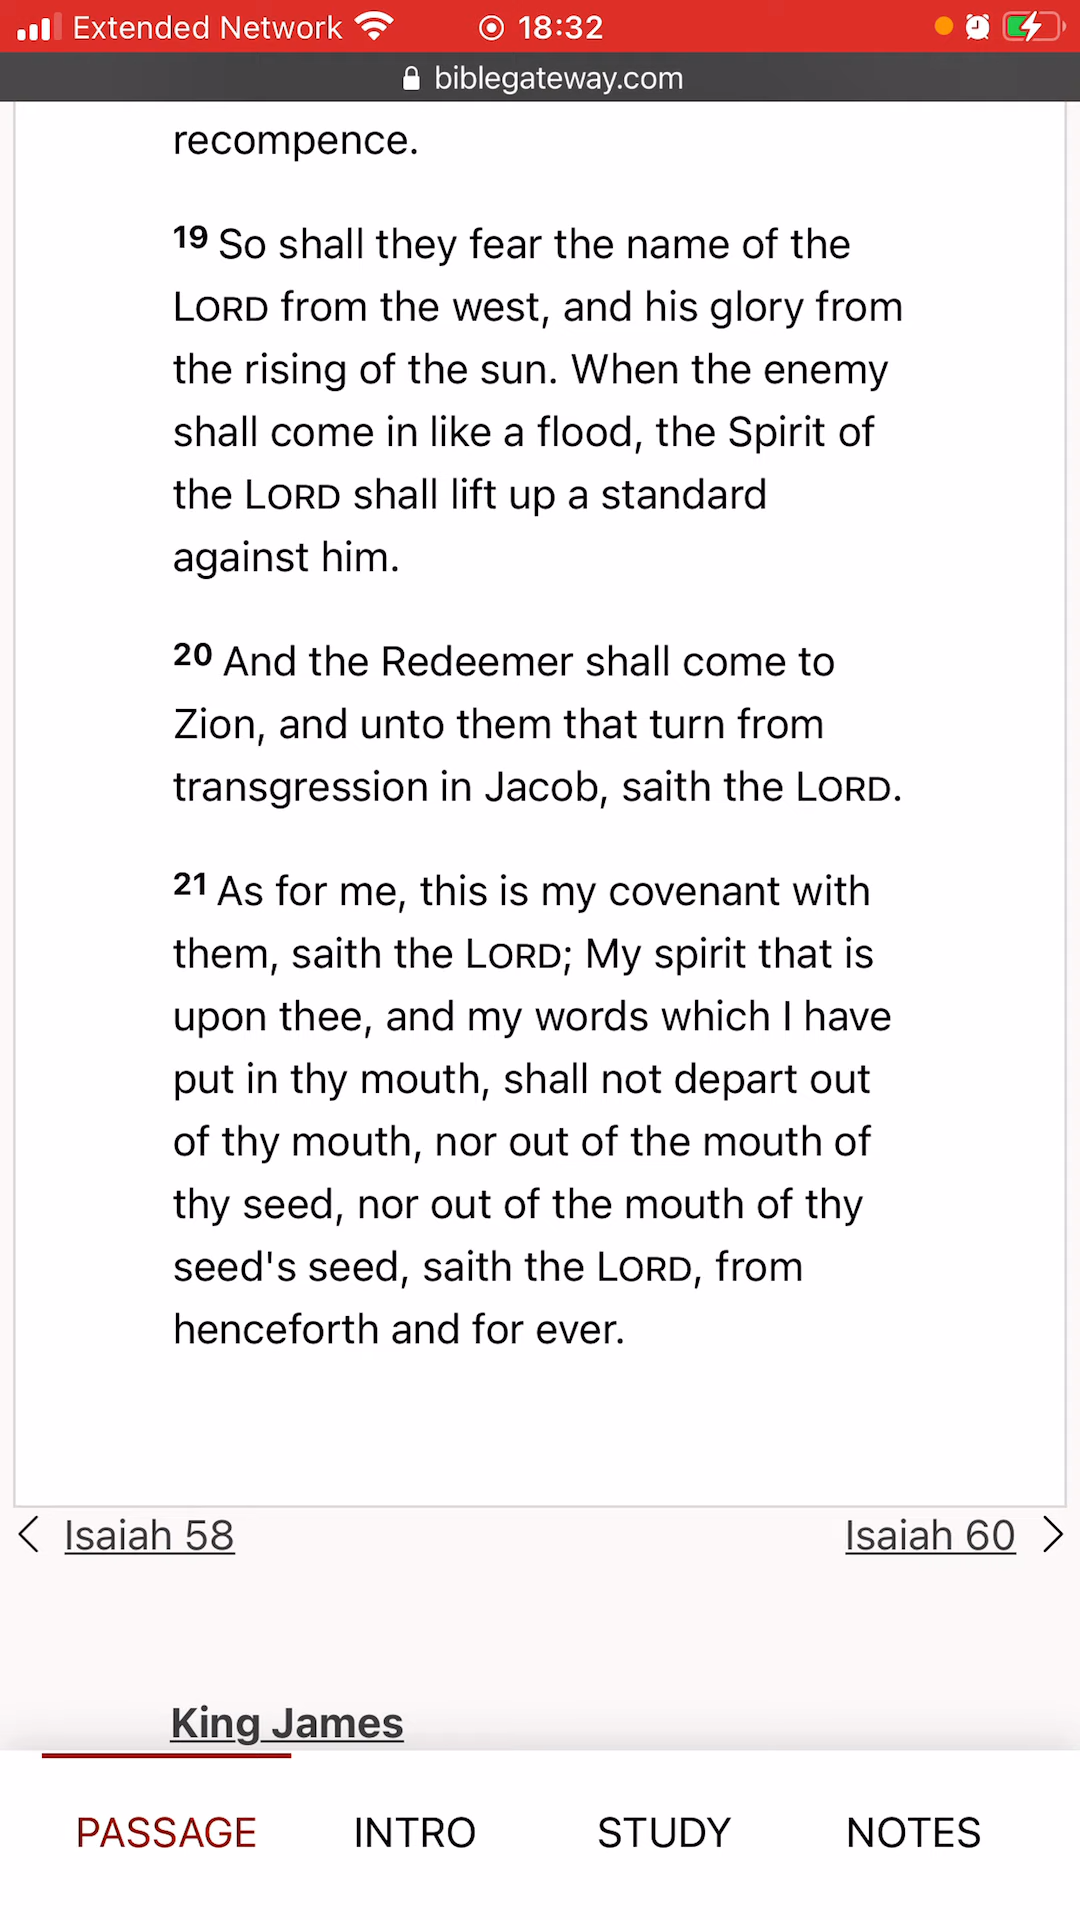 Extended Network 18:32
biblegateway.com
recompence.
19 So shall they fear the name of the
LORD from the west, and his glory from
the rising of the sun. When the enemy
shall come in like a flood, the Spirit of
the LORD shall lift up a standard
against him.
20 And the Redeemer shall come to
Zion, and unto them that turn from
transgression in Jacob, saith the LORD.
21 As for me, this is my covenant with
them, saith the LORD; My spirit that is
upon thee, and my words which I have
put in thy mouth, shall not depart out
of thy mouth, nor out of the mouth of
thy seed, nor out of the mouth of thy
seed's seed, saith the LORD, from
henceforth and for ever.
Isaiah 58 Isaiah 60
King James
PASSAGE INTRO STUDY NOTES